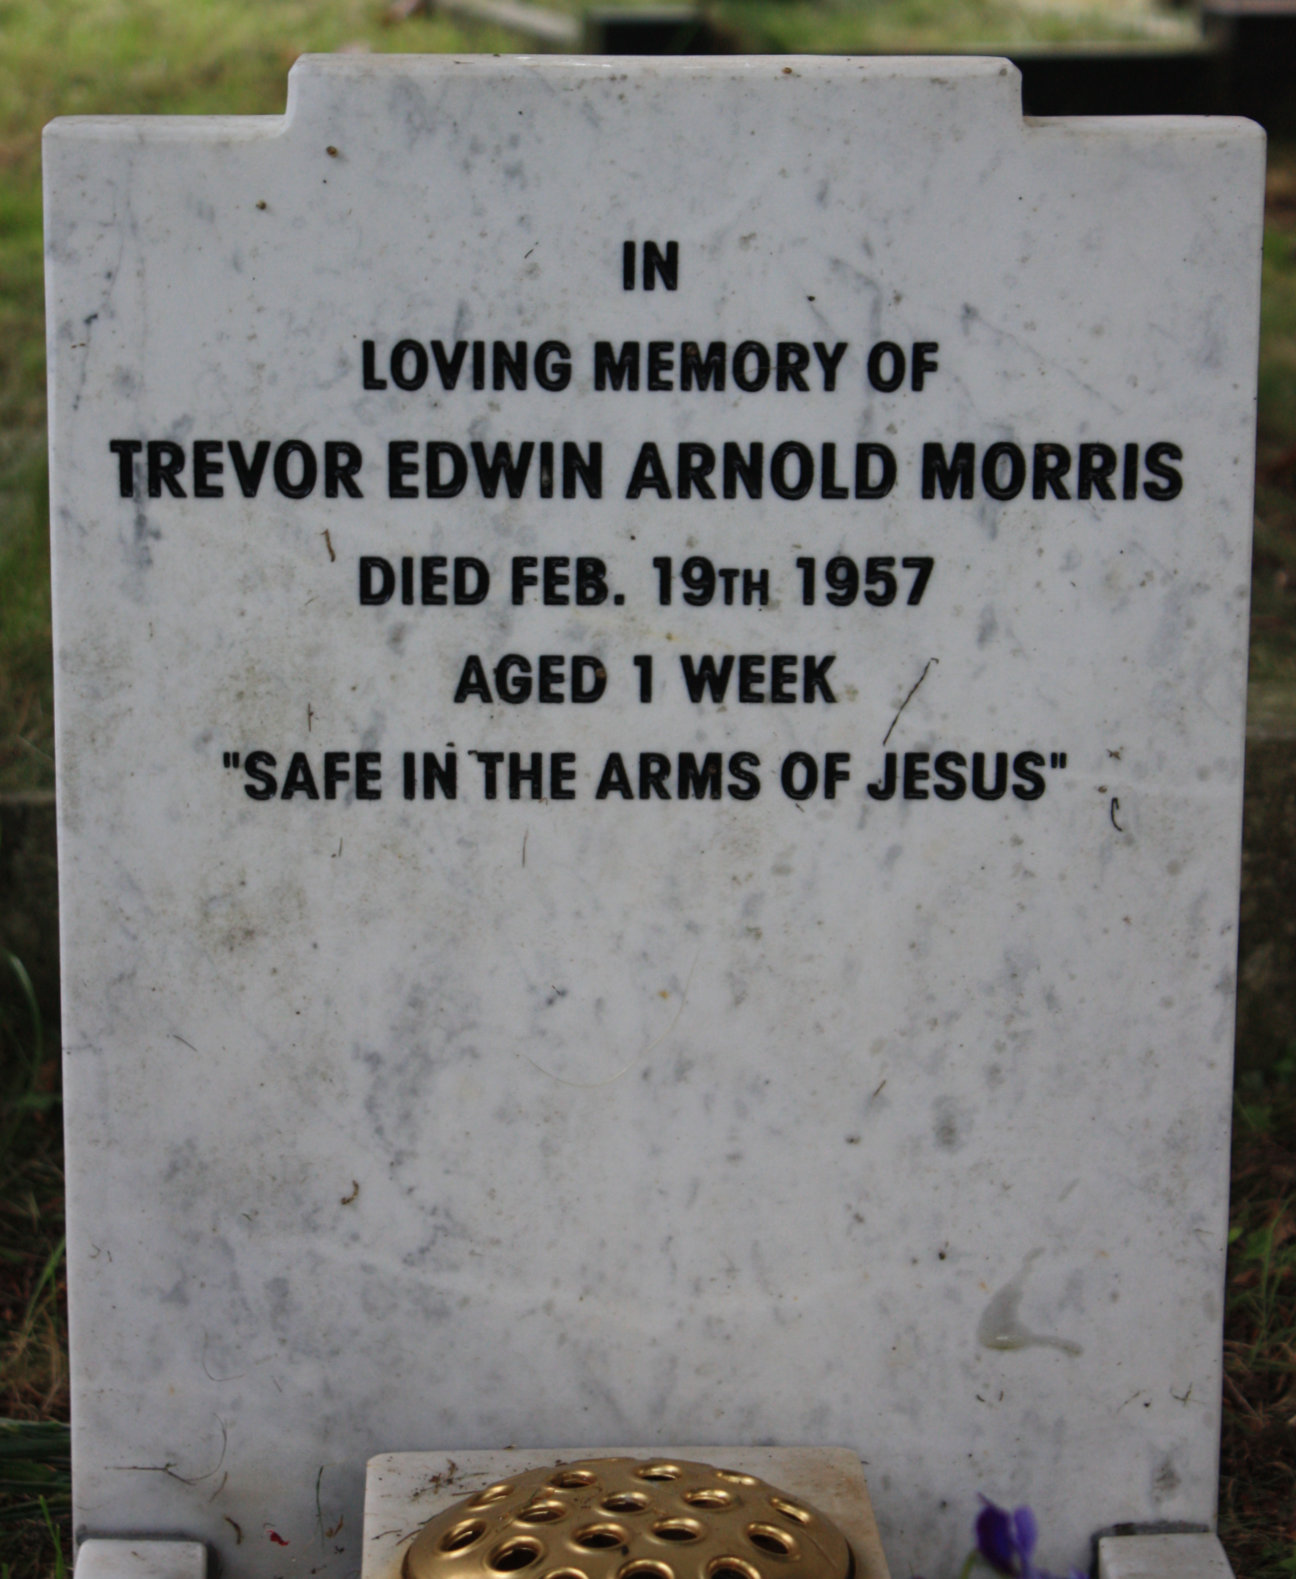 IN
LOVING MEMORY OF
TREVOR EDWIN ARNOLD MORRIS
DIED FEB. 19TH 1957
AGED 1 WEEK
"SAFE IN THE ARMS OF JESUS"